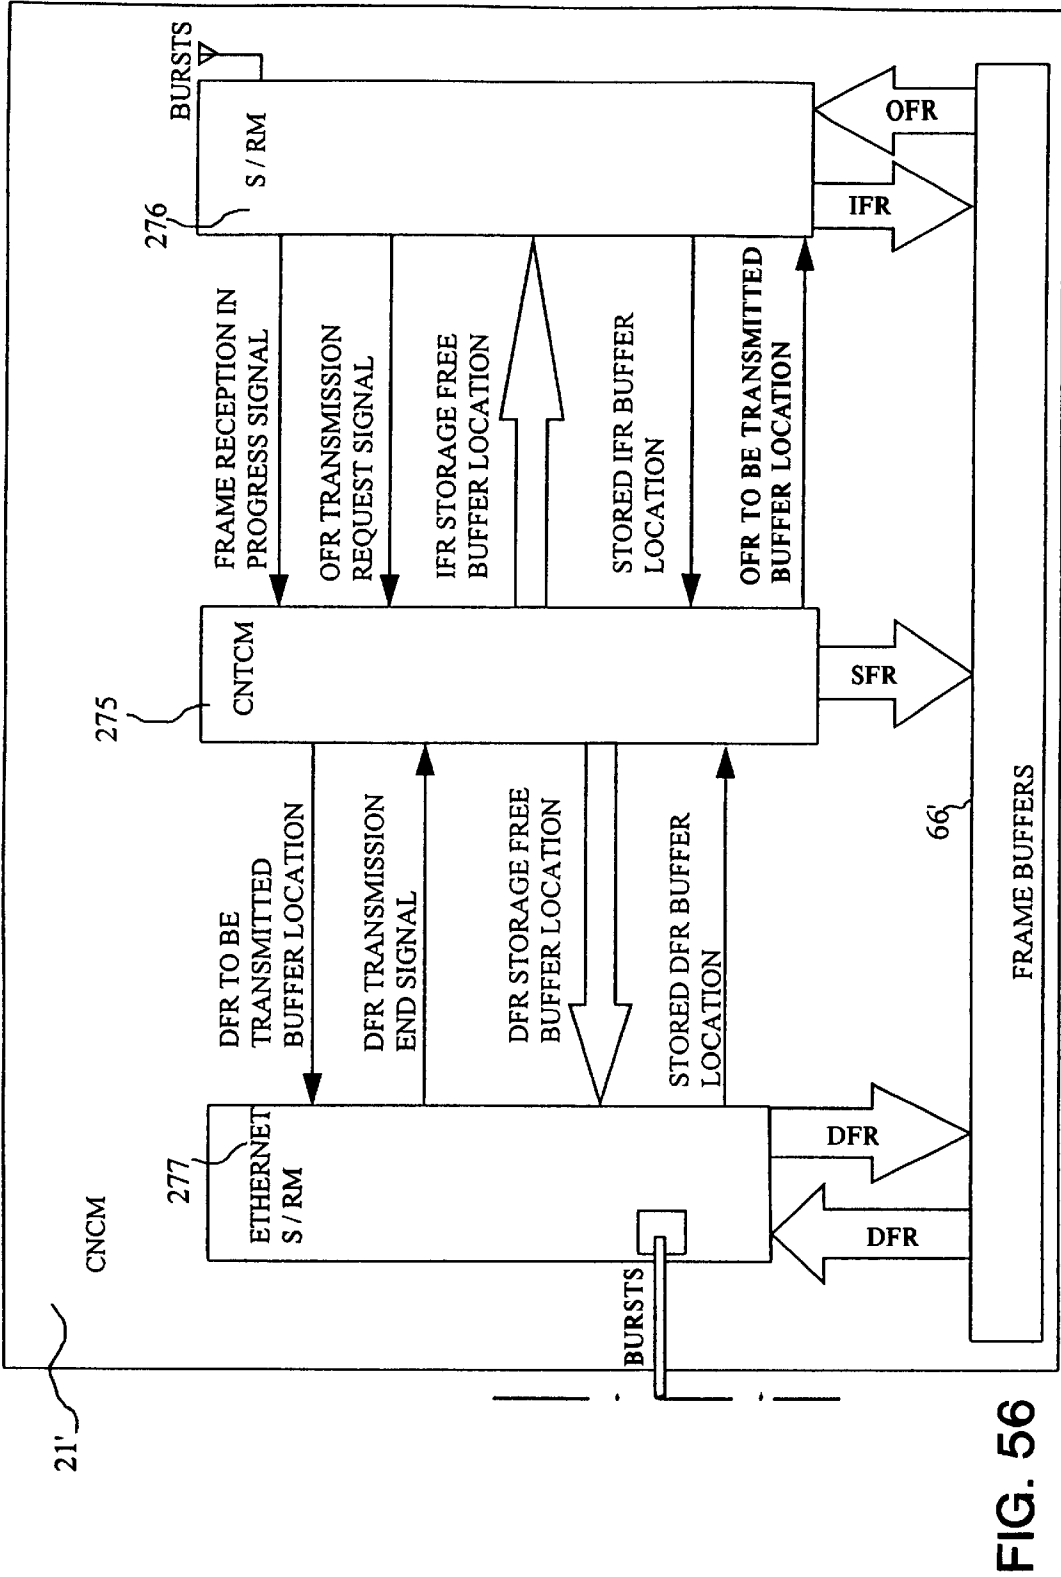 21'
CNCM
277
ETHERNET
S / RM
BURSTS
DFR TO BE
TRANSMITTED
BUFFER LOCATION
DFR TRANSMISSION
END SIGNAL
DFR STORAGE FREE
BUFFER LOCATION
STORED DFR BUFFER
LOCATION
275
CNTCM
FRAME RECEPTION IN
PROGRESS SIGNAL
OFR TRANSMISSION
REQUEST SIGNAL
IFR STORAGE FREE
BUFFER LOCATION
STORED IFR BUFFER
LOCATION
OFR TO BE TRANSMITTED
BUFFER LOCATION
276
S / RM
BURSTS
DFR
DFR
SFR
IFR
OFR
66'
FRAME BUFFERS
FIG. 56